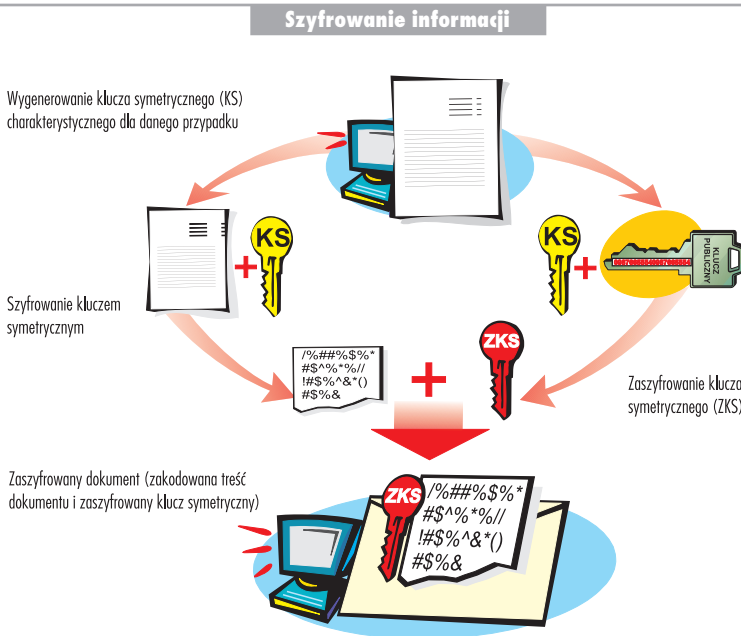 Szyfrowanie informacji
Wygenerowanie klucza symetrycznego (KS)
charakterystycznego dla danego przypadku
KS
KS
KLUCZ
PUBLICZNY
Szyfrowanie kluczem
symetrycznym
/%##%$%*
#$^%*%//
!#$%^&*()
#$%&
+
ZKS
Zaszyfrowanie klucza
symetrycznego (ZKS)
Zaszyfrowany dokument (zakodowana treść
dokumentu i zaszyfrowany klucz symetryczny)
ZKS
/%##%$%*
#$^%*%//
!#$%^&*()
#$%&